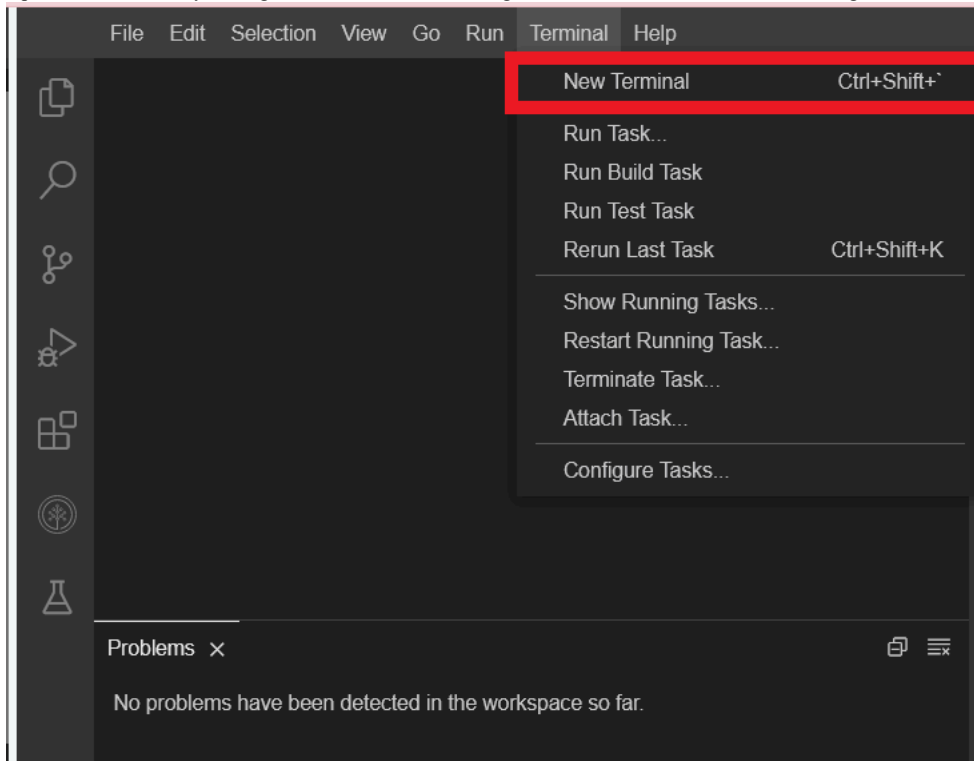 File Edit Selection View Go Run Terminal Help
New Terminal Ctrl+Shift+`
Run Task...
Run Build Task
Run Test Task
Rerun Last Task Ctrl+Shift+K
Show Running Tasks...
Restart Running Task...
Terminate Task...
Attach Task...
Configure Tasks...
Problems ×
No problems have been detected in the workspace so far.